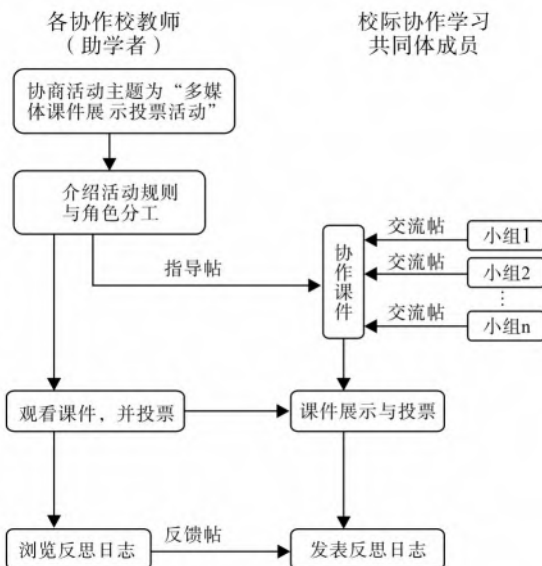 各协作校教师
（助学者）
校际协作学习
共同体成员
协商活动主题为“多媒
体课件展示投票活动”
介绍活动规则
与角色分工
指导帖
协作课件
交流帖
小组1
交流帖
小组2
⋮
交流帖
小组n
观看课件，并投票
课件展示与投票
浏览反思日志
反馈帖
发表反思日志